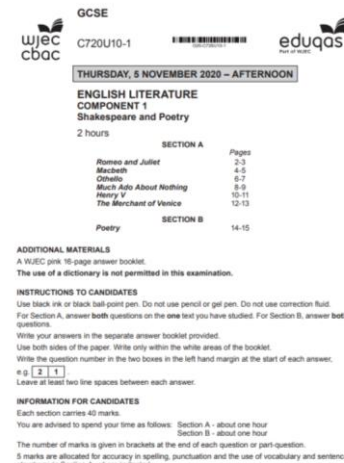 GCSE
wjec
cbac
C720U10-1
eduqas
Part of WJEC
THURSDAY, 5 NOVEMBER 2020 – AFTERNOON
ENGLISH LITERATURE
COMPONENT 1
Shakespeare and Poetry
2 hours
SECTION A
Pages
Romeo and Juliet 2-3
Macbeth 4-5
Othello 6-7
Much Ado About Nothing 8-9
Henry V 10-11
The Merchant of Venice 12-13
SECTION B
Poetry 14-15
ADDITIONAL MATERIALS
A WJEC pink 16-page answer booklet.
The use of a dictionary is not permitted in this examination.
INSTRUCTIONS TO CANDIDATES
Use black ink or black ball-point pen. Do not use pencil or gel pen. Do not use correction fluid.
For Section A, answer both questions on the one text you have studied. For Section B, answer both
questions.
Write your answers in the separate answer booklet provided.
Use both sides of the paper. Write only within the white areas of the booklet.
Write the question number in the two boxes in the left hand margin at the start of each answer,
e.g. 2 1 .
Leave at least two line spaces between each answer.
INFORMATION FOR CANDIDATES
Each section carries 40 marks.
You are advised to spend your time as follows: Section A - about one hour
Section B - about one hour
The number of marks is given in brackets at the end of each question or part-question.
5 marks are allocated for accuracy in spelling, punctuation and the use of vocabulary and sentence